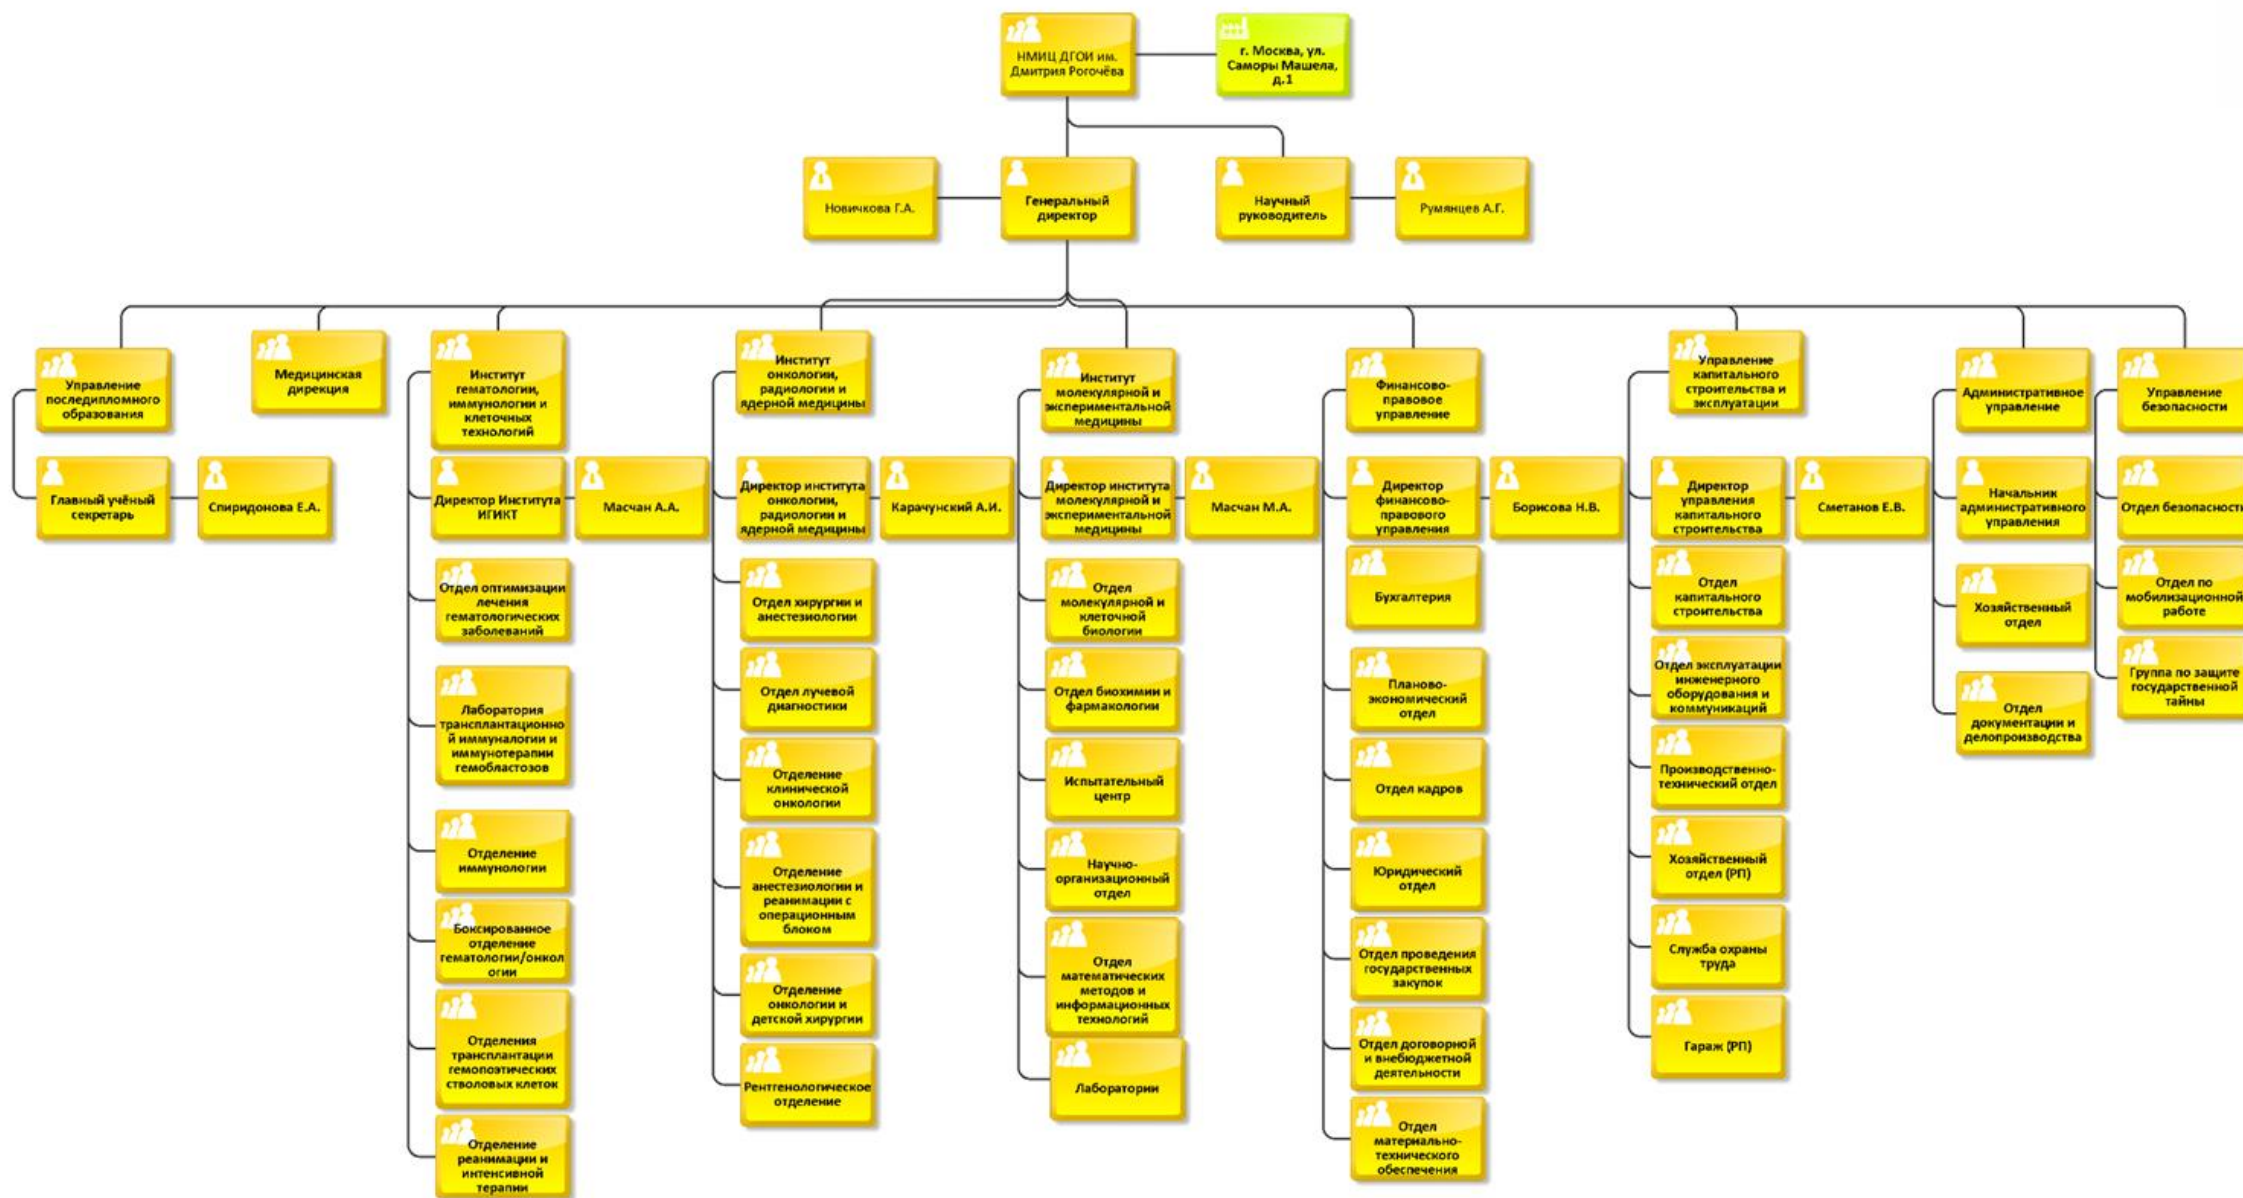 НМИЦ ДГОИ им.
Дмитрия Рогочёва
г. Москва, ул.
Саморы Машела,
д.1
Новичкова Г.А.
Генеральный
директор
Научный
руководитель
Румянцев А.Г.
Управление
последипломного
образования
Медицинская
дирекция
Институт
гематологии,
иммунологии и
клеточных
технологий
Институт
онкологии,
радиологии и
ядерной медицины
Институт
молекулярной и
экспериментальной
медицины
Финансово-
правовое
управление
Управление
капитального
строительства и
эксплуатации
Административное
управление
Управление
безопасности
Главный учёный
секретарь
Спиридонова Е.А.
Директор Института
ИГИКТ
Масчан А.А.
Директор института
онкологии,
радиологии и
ядерной медицины
Карачунский А.И.
Директор института
молекулярной и
экспериментальной
медицины
Масчан М.А.
Директор
финансово-
правового
управления
Борисова Н.В.
Директор
управления
капитального
строительства
Сметанов Е.В.
Начальник
административного
управления
Отдел безопасности
Отдел оптимизации
лечения
гематологических
заболеваний
Лаборатория
трансплантационно
й иммуналогии и
иммунотерапии
гемобластозов
Отделение
иммунологии
Боксированное
отделение
гематологии/онкол
огии
Отделения
трансплантации
гемопоэтических
стволовых клеток
Отделение
реанимации и
интенсивной
терапии
Отдел хирургии и
анестезиологии
Отдел лучевой
диагностики
Отделение
клинической
онкологии
Отделение
анестезиологии и
реанимации с
операционным
блоком
Отделение
онкологии и
детской хирургии
Рентгенологическое
отделение
Отдел
молекулярной и
клеточной
биологии
Отдел биохимии и
фармакологии
Испытательный
центр
Научно-
организационный
отдел
Отдел
математических
методов и
информационных
технологий
Лаборатории
Бухгалтерия
Планово-
экономический
отдел
Отдел кадров
Юридический
отдел
Отдел проведения
государственных
закупок
Отдел договорной
и внебюджетной
деятельности
Отдел
материально-
технического
обеспечения
Отдел
капитального
строительства
Отдел эксплуатации
инженерного
оборудования и
коммуникаций
Производственно-
технический отдел
Хозяйственный
отдел (РП)
Служба охраны
труда
Гараж (РП)
Хозяйственный
отдел
Отдел
документации и
делопроизводства
Отдел по
мобилизационной
работе
Группа по защите
государственной
тайны